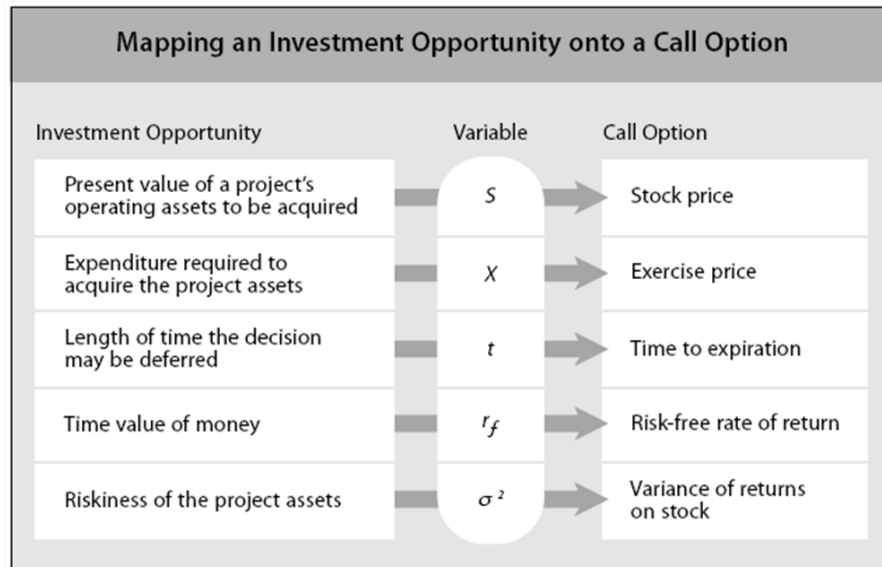 Mapping an Investment Opportunity onto a Call Option
Investment Opportunity Variable Call Option
Present value of a project's
operating assets to be acquired
S
Stock price
Expenditure required to
acquire the project assets
X
Exercise price
Length of time the decision
may be deferred
t
Time to expiration
Time value of money
r_f
Risk-free rate of return
Riskiness of the project assets
σ²
Variance of returns
on stock